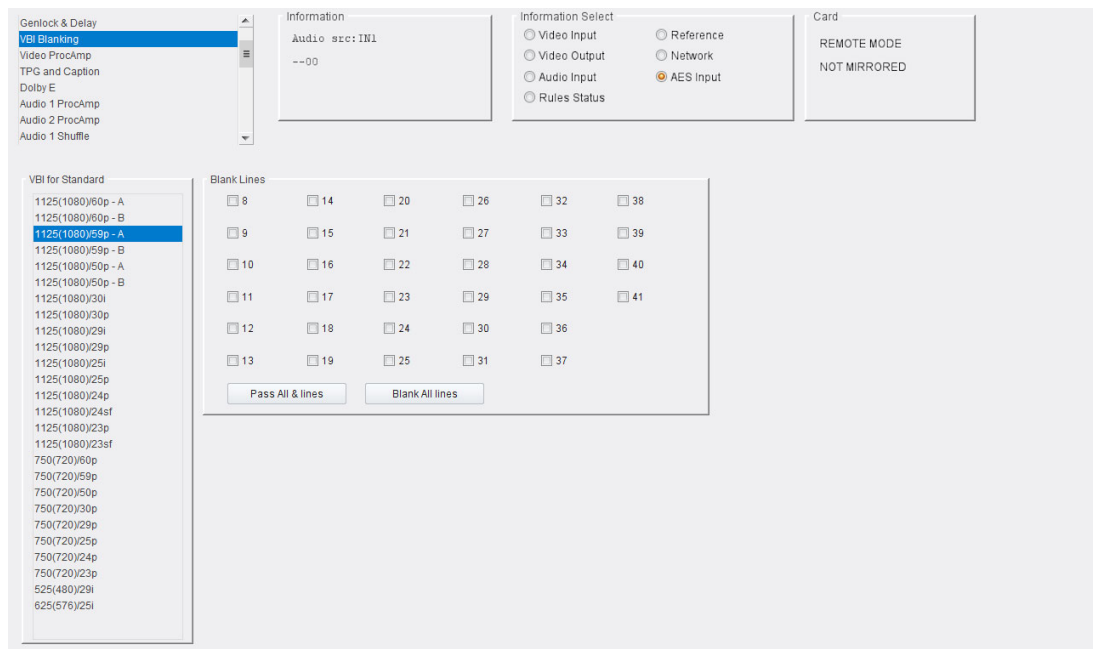 Genlock & Delay
VBI Blanking
Video ProcAmp
TPG and Caption
Dolby E
Audio 1 ProcAmp
Audio 2 ProcAmp
Audio 1 Shuffle
Information
Audio src:IN1
--00
Information Select
Video Input
Reference
Video Output
Network
Audio Input
AES Input
Rules Status
Card
REMOTE MODE
NOT MIRRORED
VBI for Standard
1125(1080)/60p - A
1125(1080)/60p - B
1125(1080)/59p - A
1125(1080)/59p - B
1125(1080)/50p - A
1125(1080)/50p - B
1125(1080)/30i
1125(1080)/30p
1125(1080)/29i
1125(1080)/29p
1125(1080)/25i
1125(1080)/25p
1125(1080)/24p
1125(1080)/24sf
1125(1080)/23p
1125(1080)/23sf
750(720)/60p
750(720)/59p
750(720)/50p
750(720)/30p
750(720)/29p
750(720)/25p
750(720)/24p
750(720)/23p
525(480)/29i
625(576)/25i
Blank Lines
8 14 20 26 32 38
9 15 21 27 33 39
10 16 22 28 34 40
11 17 23 29 35 41
12 18 24 30 36
13 19 25 31 37
Pass All & lines
Blank All lines